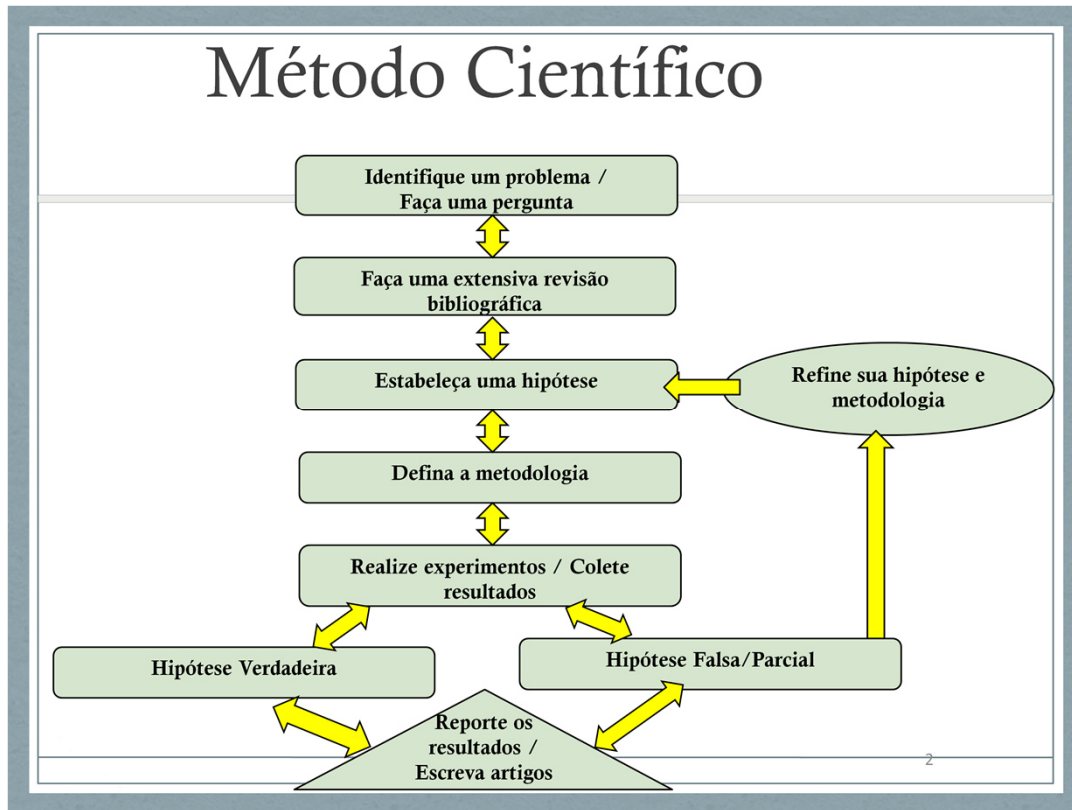 Método Científico
Identifique um problema /
Faça uma pergunta
Faça uma extensiva revisão
bibliográfica
Estabeleça uma hipótese
Refine sua hipótese e
metodologia
Defina a metodologia
Realize experimentos / Colete
resultados
Hipótese Verdadeira
Hipótese Falsa/Parcial
Reporte os
resultados /
Escreva artigos
2